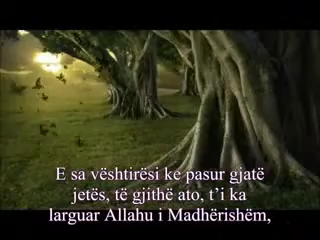 E sa vështirësi ke pasur gjatë
jetës, të gjithë ato, t'i ka
larguar Allahu i Madhërishëm,